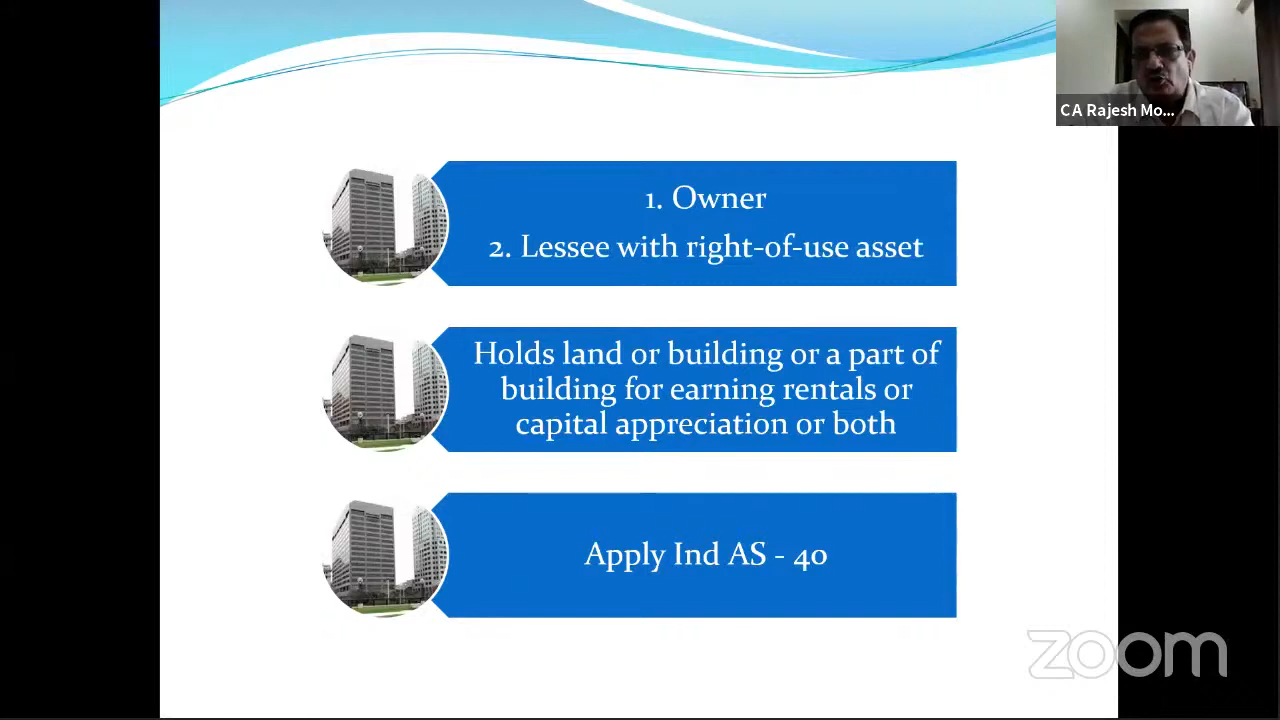 CA Rajesh Mo...
1. Owner
2. Lessee with right-of-use asset
Holds land or building or a part of
building for earning rentals or
capital appreciation or both
Apply Ind AS - 40
zoom